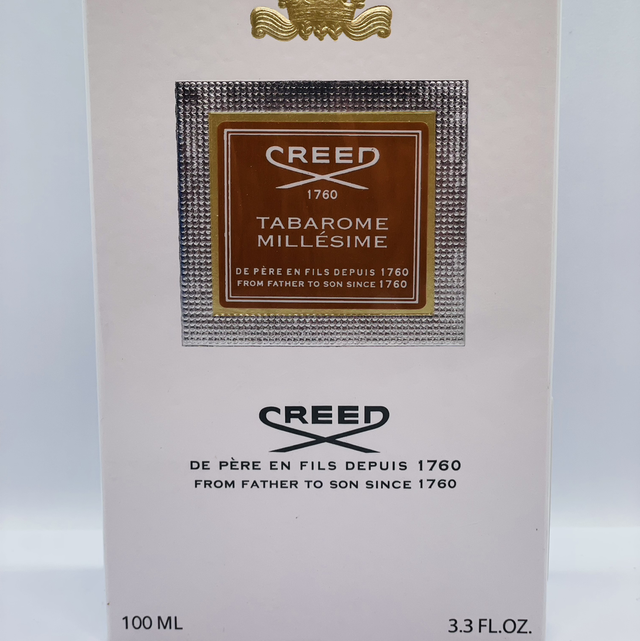 CREED
1760
TABAROME
MILLÉSIME
DE PÈRE EN FILS DEPUIS 1760
FROM FATHER TO SON SINCE 1760
CREED
DE PÈRE EN FILS DEPUIS 1760
FROM FATHER TO SON SINCE 1760
100 ML
3.3 FL.OZ.